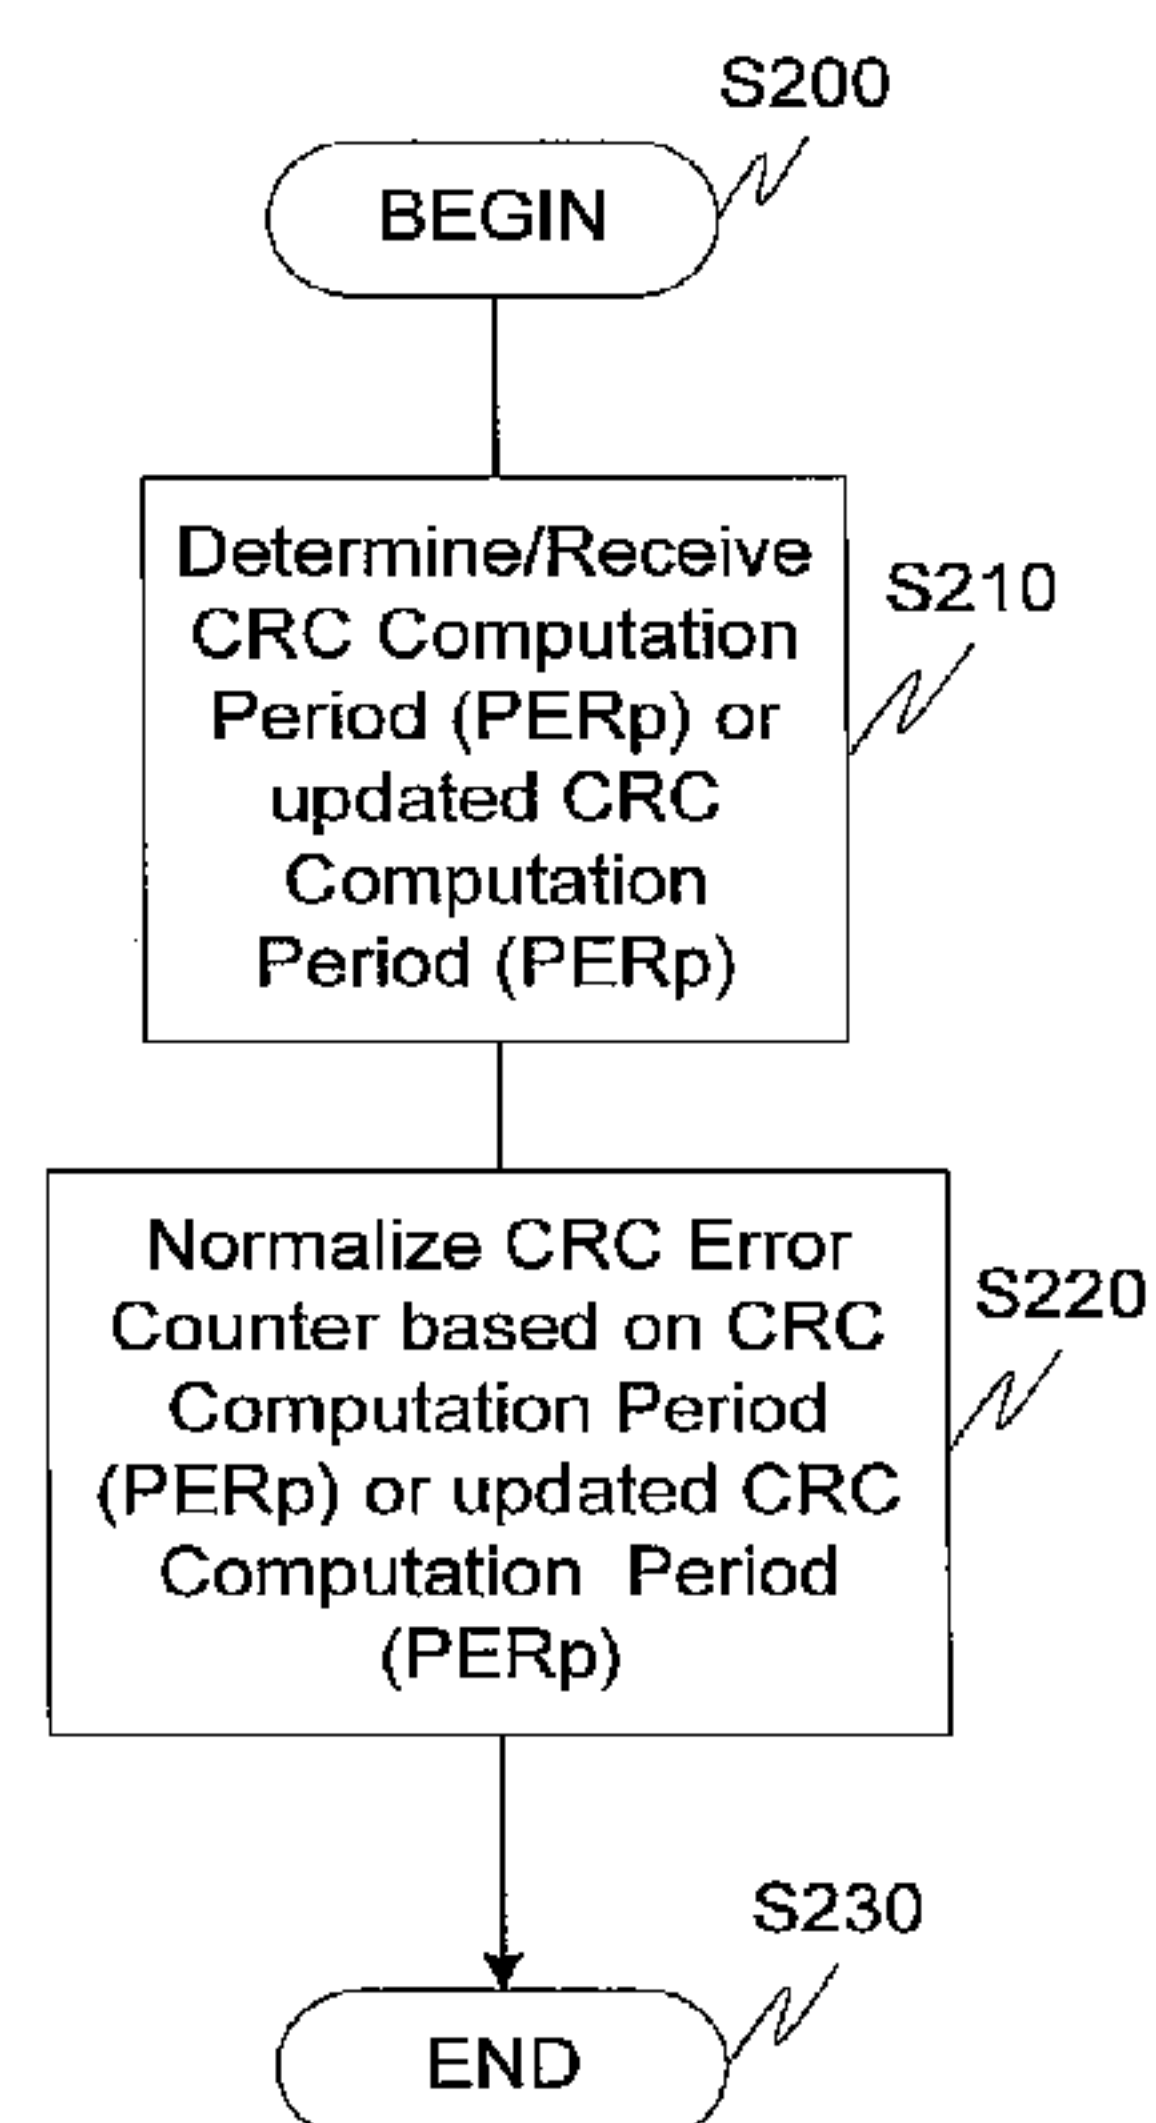 S200
BEGIN
Determine/Receive
CRC Computation
Period (PERp) or
updated CRC
Computation
Period (PERp)
S210
Normalize CRC Error
Counter based on CRC
Computation Period
(PERp) or updated CRC
Computation Period
(PERp)
S220
S230
END